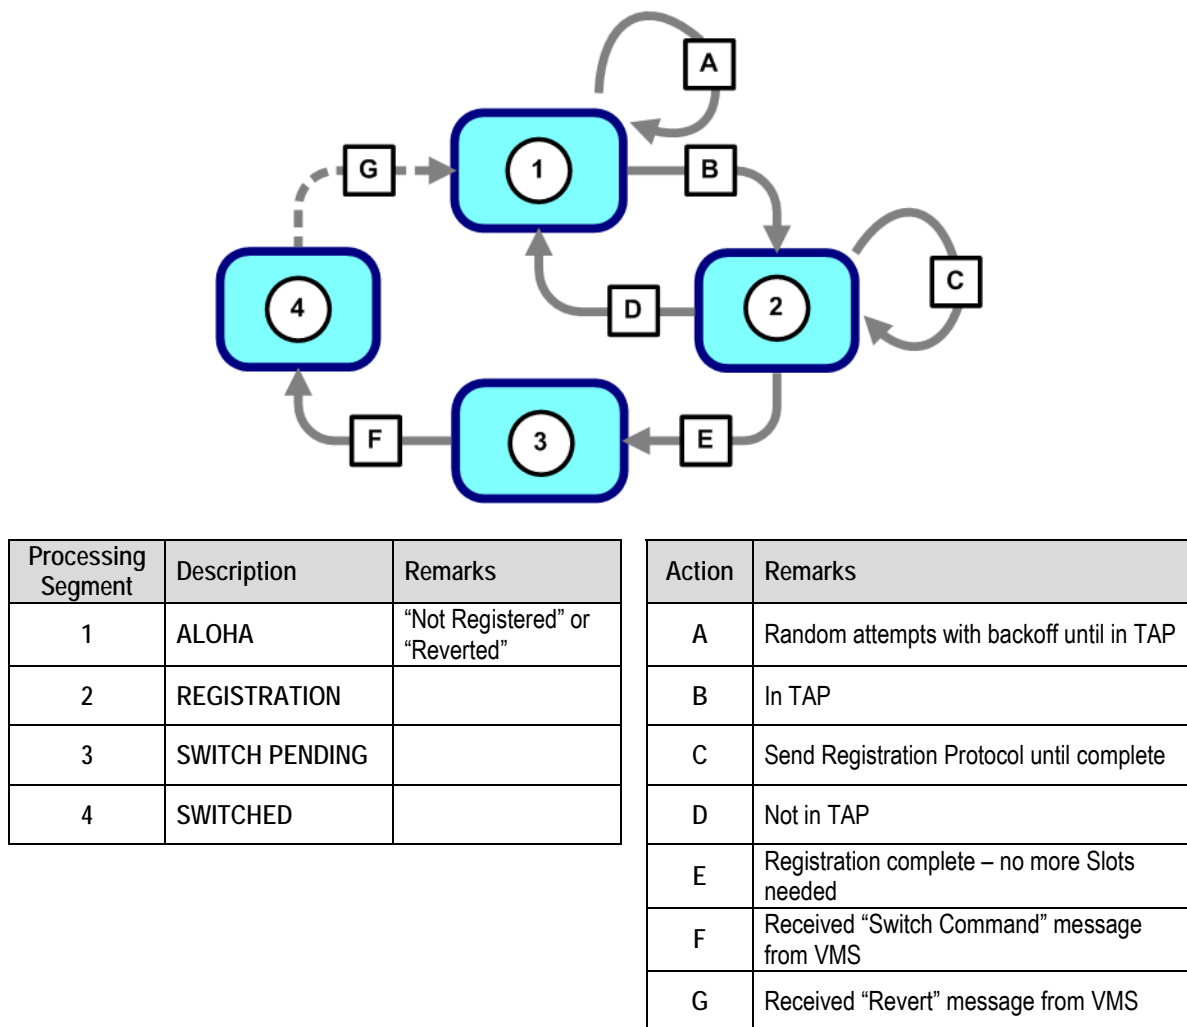 A
G
1
B
4
D
2
C
F
3
E
Processing Segment Description Remarks
1 ALOHA “Not Registered” or “Reverted”
2 REGISTRATION
3 SWITCH PENDING
4 SWITCHED
Action Remarks
A Random attempts with backoff until in TAP
B In TAP
C Send Registration Protocol until complete
D Not in TAP
E Registration complete – no more Slots needed
F Received “Switch Command” message from VMS
G Received “Revert” message from VMS